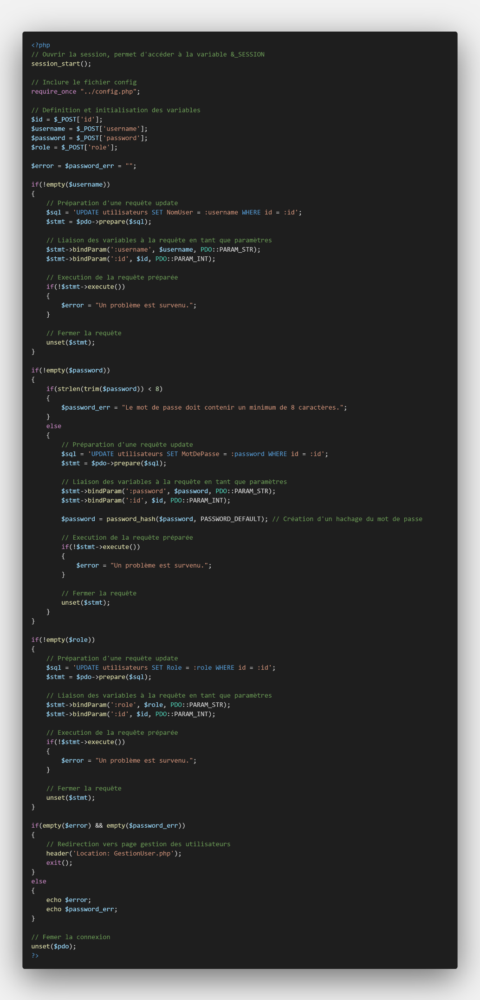 <?php
// Ouvrir la session, permet d'accéder à la variable &_SESSION
session_start();

// Inclure le fichier config
require_once "../config.php";

// Definition et initialisation des variables
$id = $_POST['id'];
$username = $_POST['username'];
$password = $_POST['password'];
$role = $_POST['role'];

$error = $password_err = "";

if(!empty($username))
{
    // Préparation d'une requête update
    $sql = 'UPDATE utilisateurs SET NomUser = :username WHERE id = :id';
    $stmt = $pdo->prepare($sql);

    // Liaison des variables à la requête en tant que paramètres
    $stmt->bindParam(':username', $username, PDO::PARAM_STR);
    $stmt->bindParam(':id', $id, PDO::PARAM_INT);

    // Execution de la requête préparée
    if(!$stmt->execute())
    {
        $error = "Un problème est survenu.";
    }

    // Fermer la requête
    unset($stmt);
}

if(!empty($password))
{
    if(strlen(trim($password)) < 8)
    {
        $password_err = "Le mot de passe doit contenir un minimum de 8 caractères.";
    }
    else
    {
        // Préparation d'une requête update
        $sql = 'UPDATE utilisateurs SET MotDePasse = :password WHERE id = :id';
        $stmt = $pdo->prepare($sql);

        // Liaison des variables à la requête en tant que paramètres
        $stmt->bindParam(':password', $password, PDO::PARAM_STR);
        $stmt->bindParam(':id', $id, PDO::PARAM_INT);

        $password = password_hash($password, PASSWORD_DEFAULT); // Création d'un hachage du mot de passe

        // Execution de la requête préparée
        if(!$stmt->execute())
        {
            $error = "Un problème est survenu.";
        }

        // Fermer la requête
        unset($stmt);
    }
}

if(!empty($role))
{
    // Préparation d'une requête update
    $sql = 'UPDATE utilisateurs SET Role = :role WHERE id = :id';
    $stmt = $pdo->prepare($sql);

    // Liaison des variables à la requête en tant que paramètres
    $stmt->bindParam(':role', $role, PDO::PARAM_STR);
    $stmt->bindParam(':id', $id, PDO::PARAM_INT);

    // Execution de la requête préparée
    if(!$stmt->execute())
    {
        $error = "Un problème est survenu.";
    }

    // Fermer la requête
    unset($stmt);
}

if(empty($error) && empty($password_err))
{
    // Redirection vers page gestion des utilisateurs
    header('Location: GestionUser.php');
    exit();
}
else
{
    echo $error;
    echo $password_err;
}

// Femer la connexion
unset($pdo);
?>